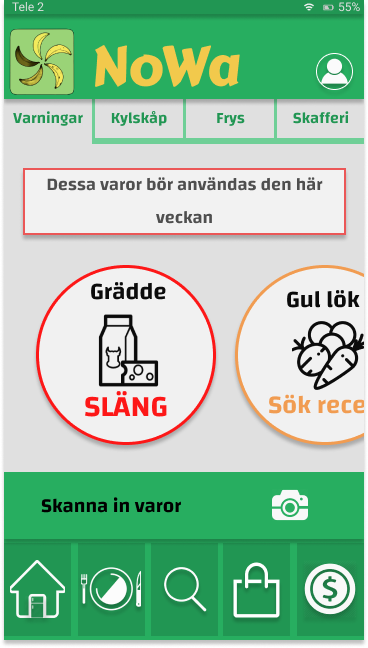 Tele 2 55%
NoWa
Varningar Kylskåp Frys Skafferi
Dessa varor bör användas den här
veckan
Grädde
SLÄNG
Gul lök
Sök rece
Skanna in varor
$